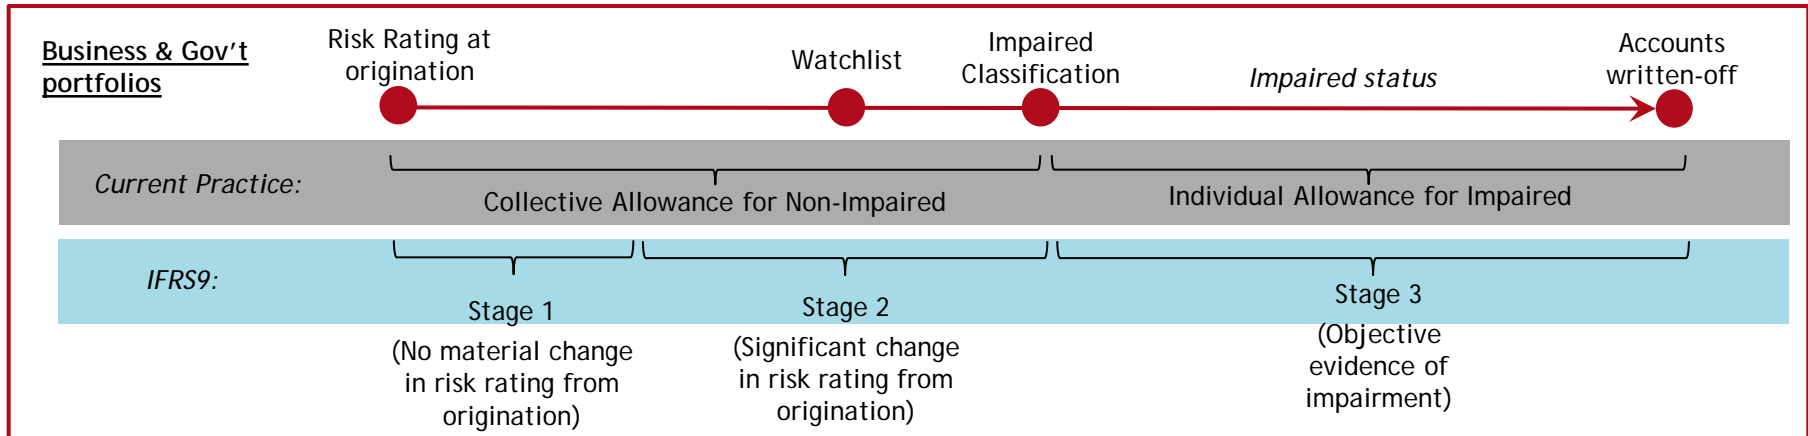 Business & Gov't
portfolios
Risk Rating at
origination
Watchlist
Impaired
Classification
Impaired status
Accounts
written-off
Current Practice:
Collective Allowance for Non-Impaired
Individual Allowance for Impaired
IFRS9:
Stage 1
(No material change
in risk rating from
origination)
Stage 2
(Significant change
in risk rating from
origination)
Stage 3
(Objective
evidence of
impairment)